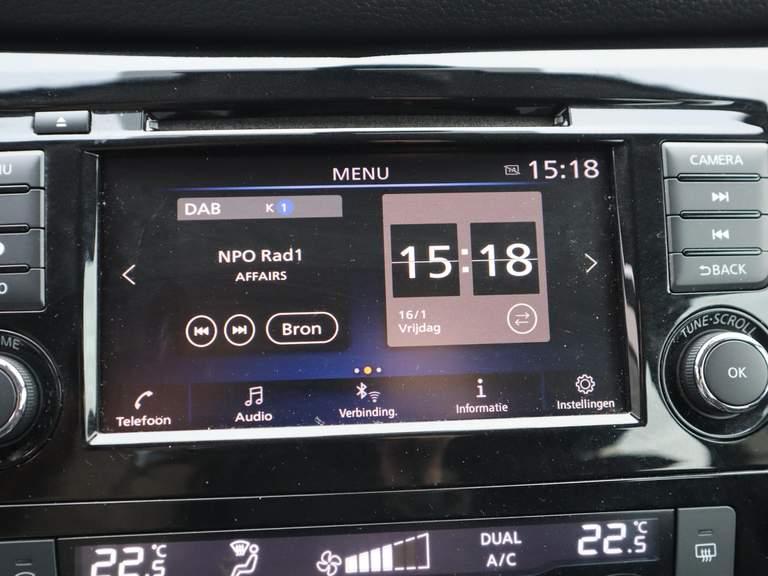 MENU
15:18
DAB
K 1
NPO Rad1
AFFAIRS
Bron
15:18
16/1
Vrijdag
Telefoon
Audio
Verbinding.
Informatie
Instellingen
CAMERA
BACK
TUNE·SCROLL
OK
22.5°C
DUAL
A/C
22.5°C